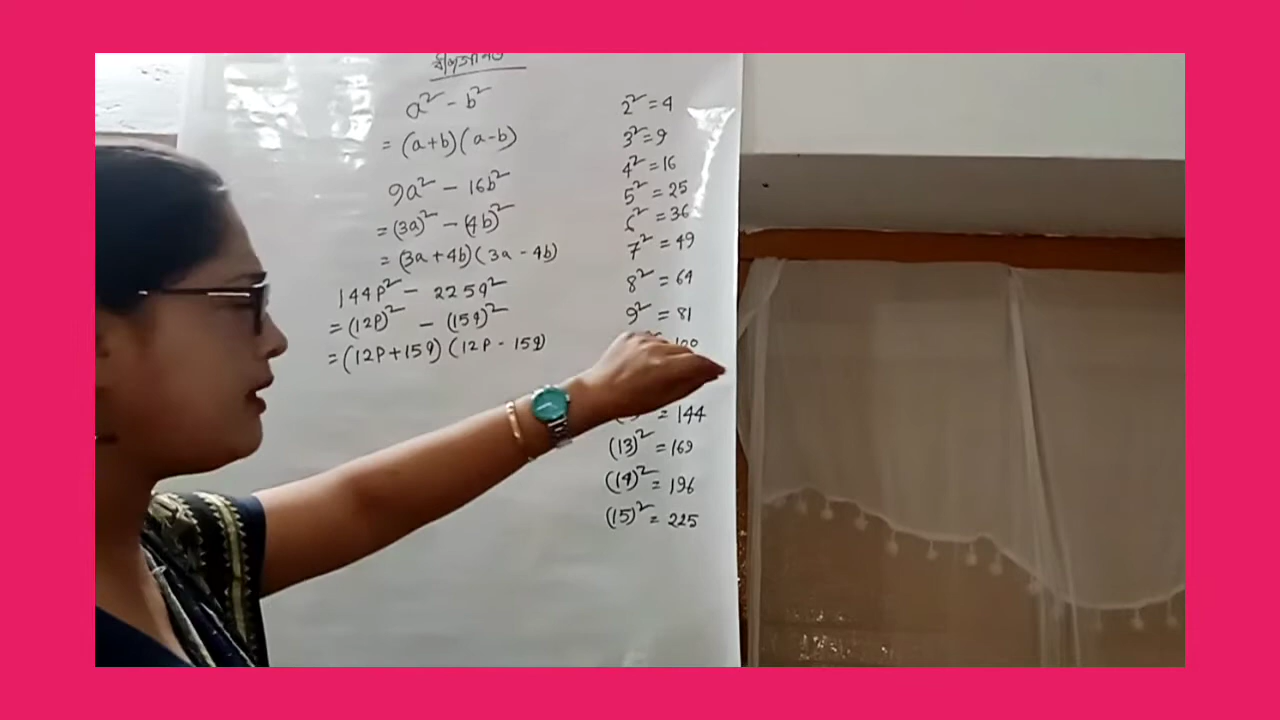 বীজগণিত
a² - b²
= (a+b)(a-b)
9a² - 16b²
= (3a)² - (4b)²
= (3a + 4b)(3a - 4b)
144p² - 225q²
= (12p)² - (15q)²
= (12p+15q)(12p - 15q)
2² = 4
3² = 9
4² = 16
5² = 25
6² = 36
7² = 49
8² = 64
9² = 81
100
= 144
(13)² = 169
(14)² = 196
(15)² = 225